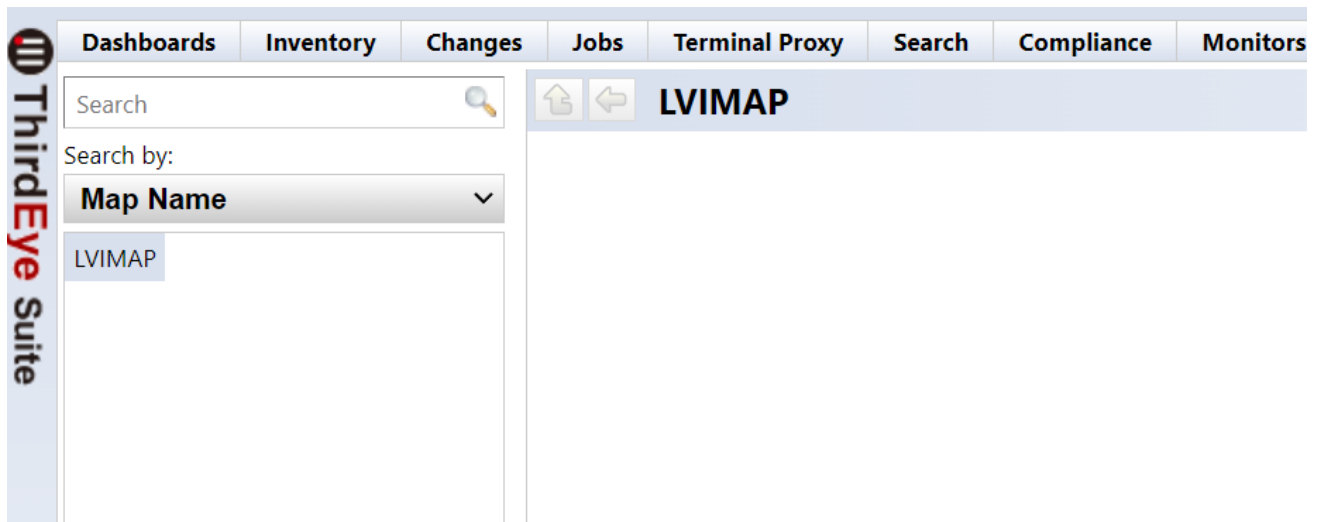 ThirdEye Suite
Dashboards Inventory Changes Jobs Terminal Proxy Search Compliance Monitors
Search
LVIMAP
Search by:
Map Name
LVIMAP